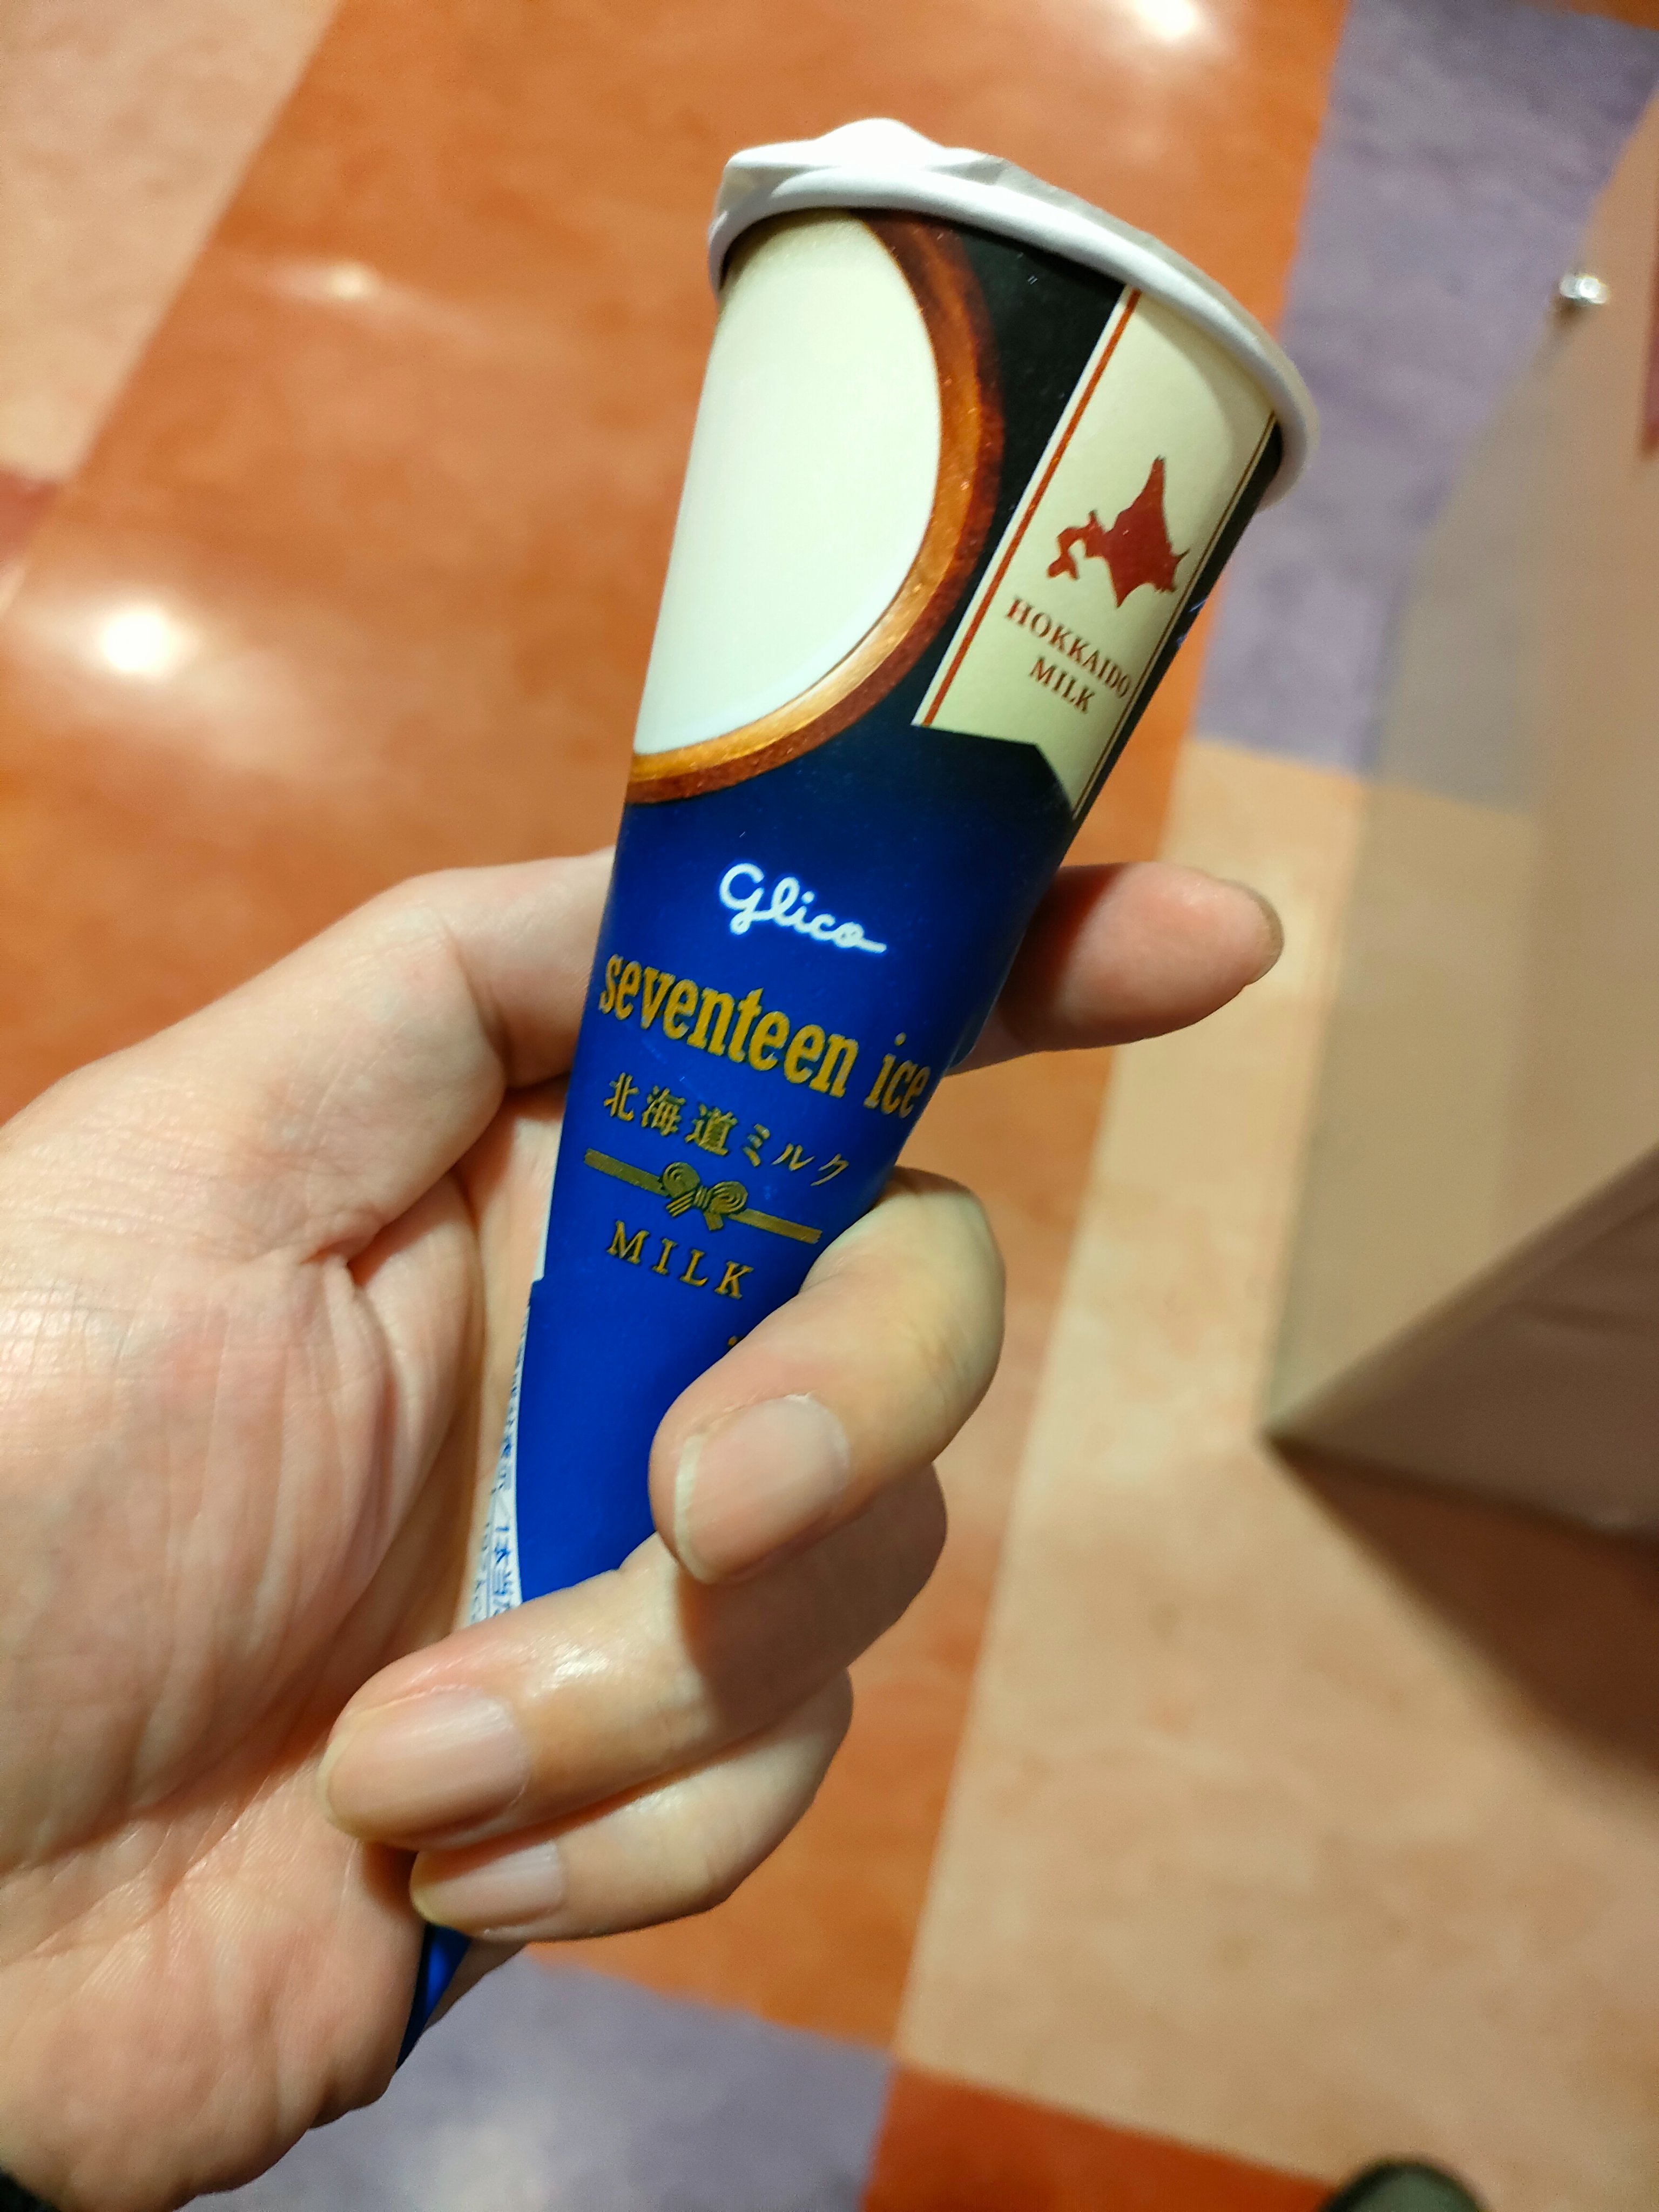 HOKKAIDO
MILK
Glico
seventeen ice
北海道ミルク
MILK